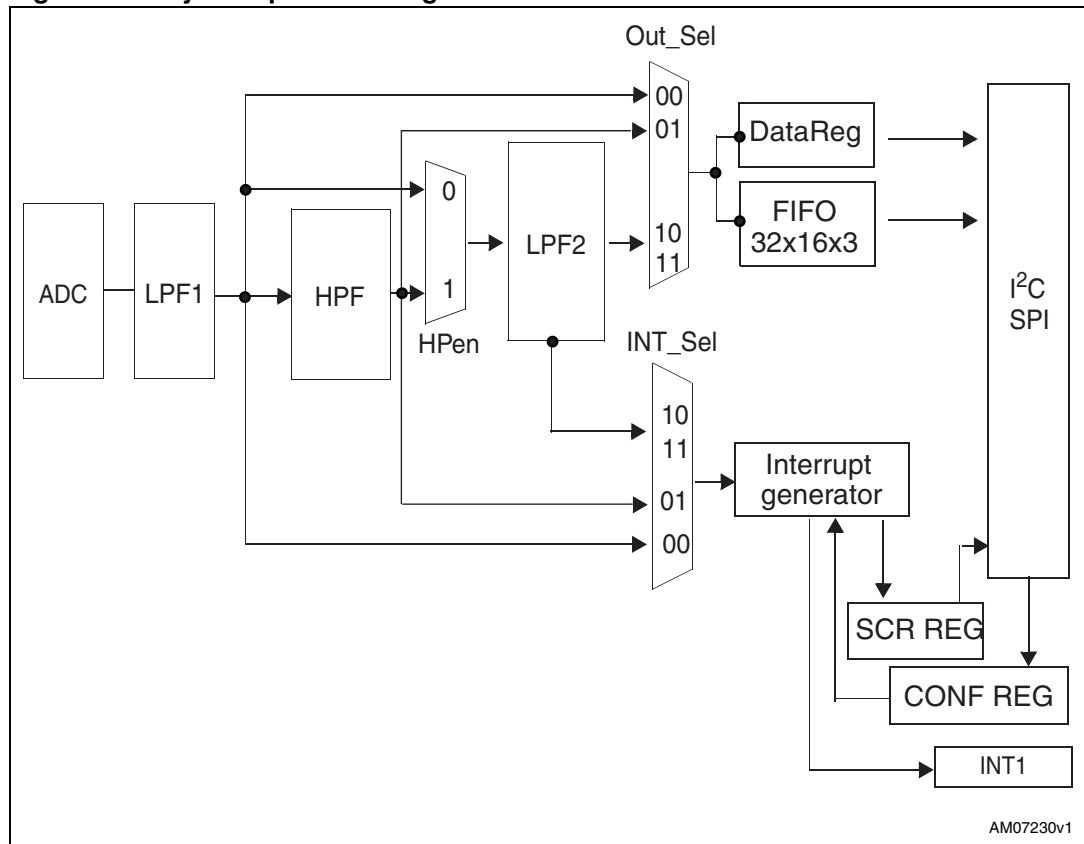 Out_Sel
00
01
DataReg
0
FIFO
32x16x3
10
11
LPF2
I2C
SPI
ADC
LPF1
HPF
1
HPen
INT_Sel
10
11
Interrupt
generator
01
00
SCR REG
CONF REG
INT1
AM07230v1